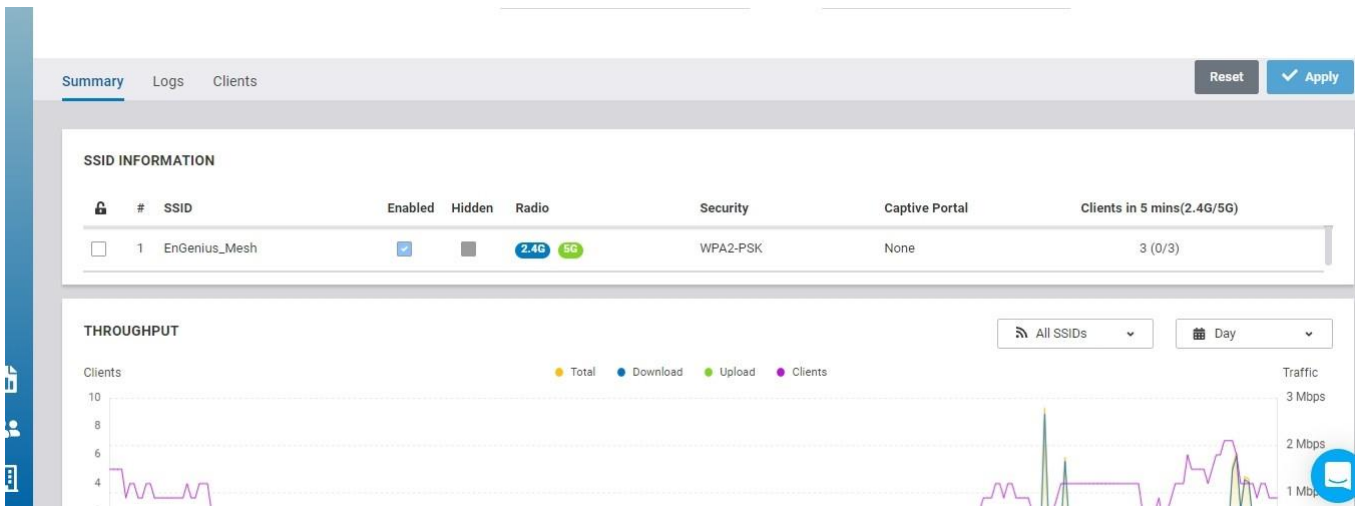 Summary Logs Clients Reset Apply
SSID INFORMATION
# SSID Enabled Hidden Radio Security Captive Portal Clients in 5 mins(2.4G/5G)
1 EnGenius_Mesh 2.4G 5G WPA2-PSK None 3 (0/3)
THROUGHPUT All SSIDs Day
Clients Total Download Upload Clients Traffic
10 3 Mbps
8
6 2 Mbps
4 1